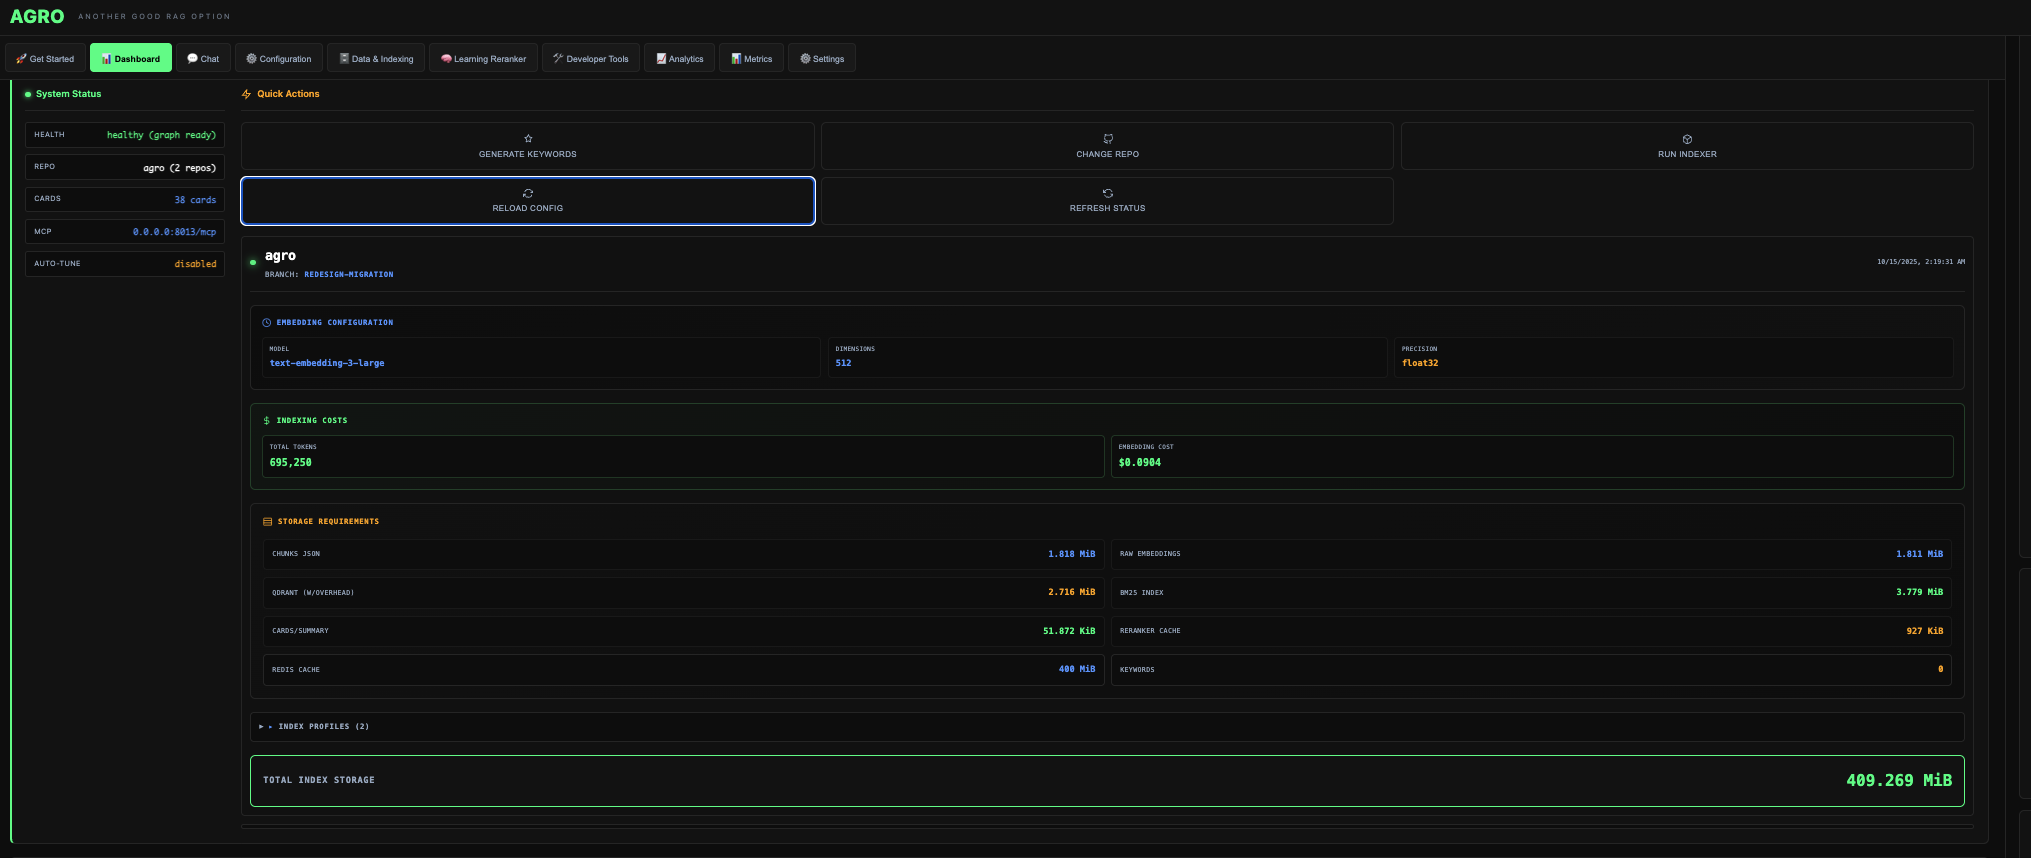 AGRO ANOTHER GOOD RAG OPTION
Get Started Dashboard Chat Configuration Data & Indexing Learning Reranker Developer Tools Analytics Metrics Settings
System Status
HEALTH healthy (graph ready)
REPO agro (2 repos)
CARDS 38 cards
MCP 0.0.0.0:8013/mcp
AUTO-TUNE disabled
Quick Actions
GENERATE KEYWORDS
CHANGE REPO
RUN INDEXER
RELOAD CONFIG
REFRESH STATUS
agro
BRANCH: REDESIGN-MIGRATION
10/15/2025, 2:19:31 AM
EMBEDDING CONFIGURATION
MODEL
text-embedding-3-large
DIMENSIONS
512
PRECISION
float32
$ INDEXING COSTS
TOTAL TOKENS
695,250
EMBEDDING COST
$0.0904
STORAGE REQUIREMENTS
CHUNKS JSON 1.818 MiB
RAW EMBEDDINGS 1.811 MiB
QDRANT (W/OVERHEAD) 2.716 MiB
BM25 INDEX 3.779 MiB
CARDS/SUMMARY 51.872 KiB
RERANKER CACHE 927 KiB
REDIS CACHE 400 MiB
KEYWORDS 0
INDEX PROFILES (2)
TOTAL INDEX STORAGE 409.269 MiB